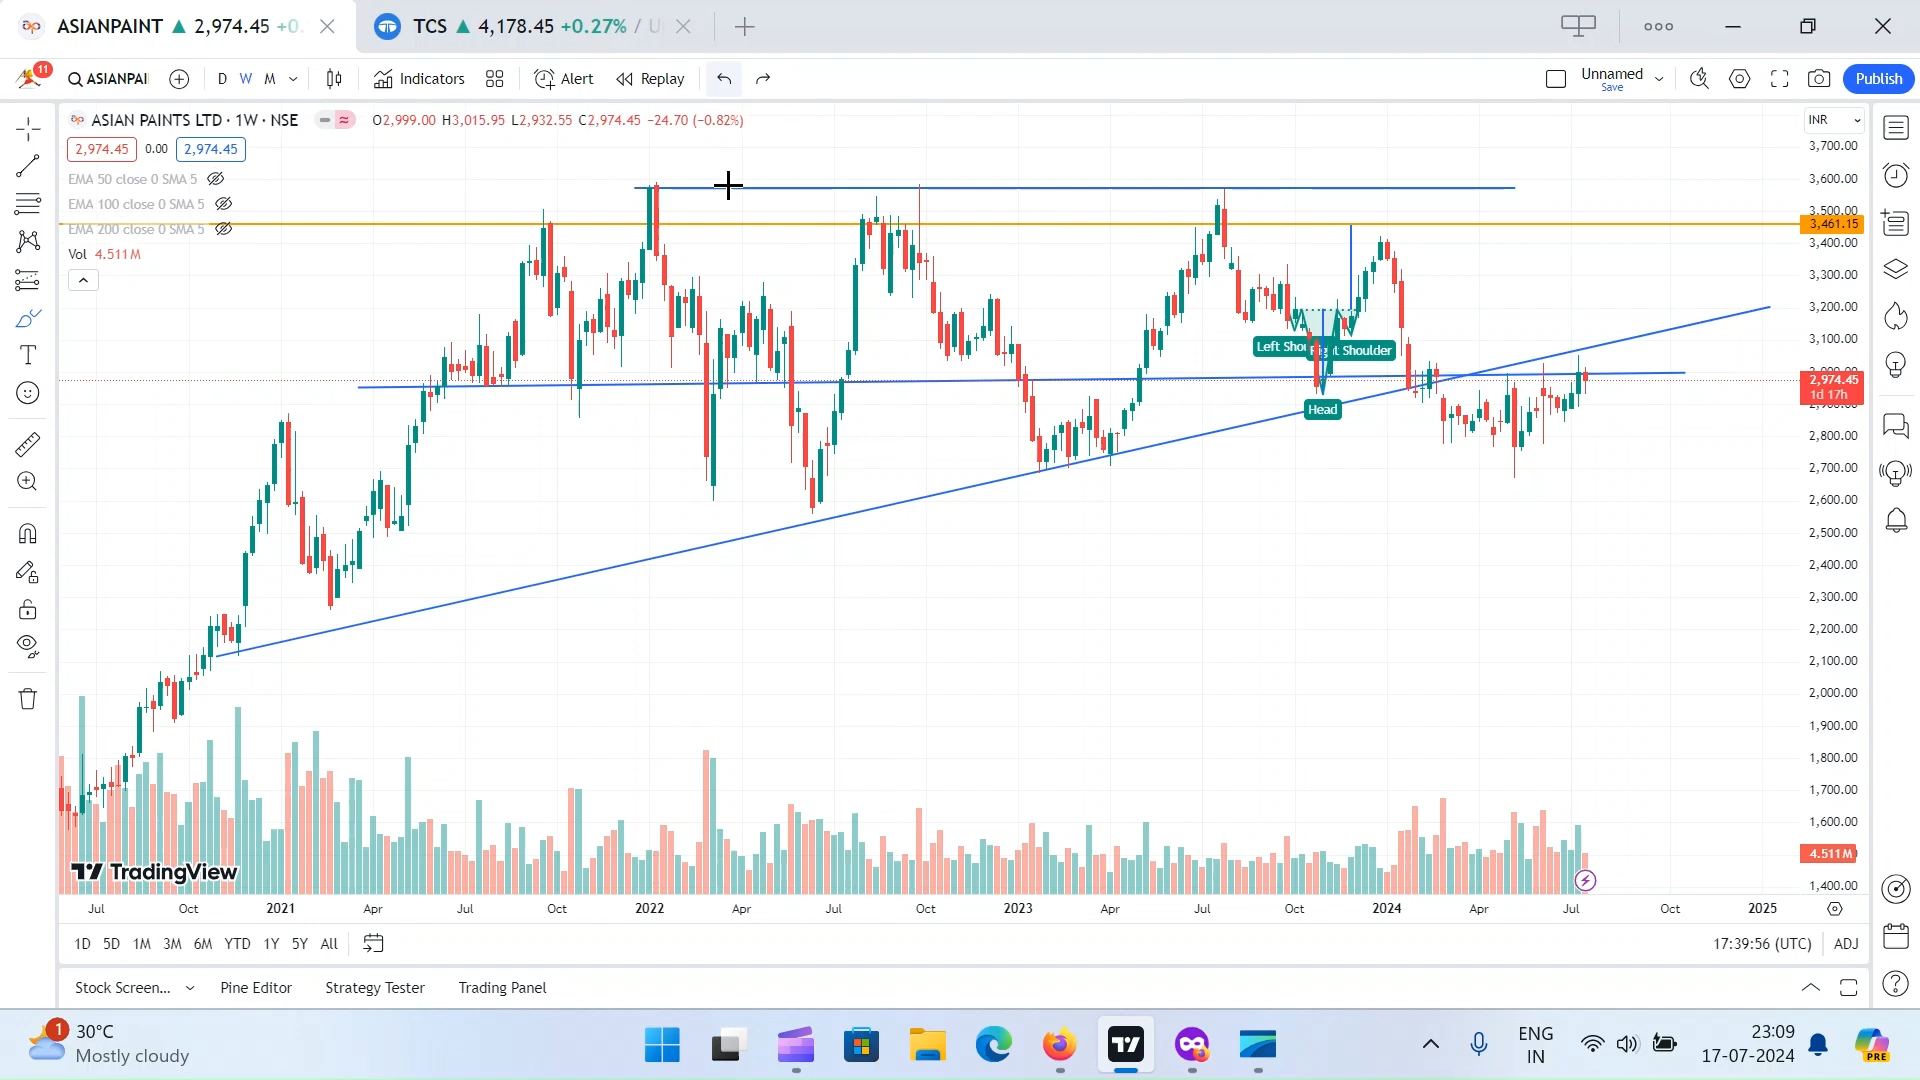 ASIANPAINT ▲ 2,974.45 +0.
TCS ▲ 4,178.45 +0.27% / U
11
ASIANPAI
D W M
Indicators
Alert
Replay
Unnamed
Save
Publish
ASIAN PAINTS LTD · 1W · NSE
O2,999.00 H3,015.95 L2,932.55 C2,974.45 −24.70 (−0.82%)
INR
2,974.45 0.00 2,974.45
EMA 50 close 0 SMA 5
EMA 100 close 0 SMA 5
EMA 200 close 0 SMA 5
Vol 4.511M
3,700.00
3,600.00
3,500.00
3,461.15
3,400.00
3,300.00
3,200.00
3,100.00
2,974.45
1d 17h
2,800.00
2,700.00
2,600.00
2,500.00
2,400.00
2,300.00
2,200.00
2,100.00
2,000.00
1,900.00
1,800.00
1,700.00
1,600.00
4.511M
1,400.00
Right Shoulder
Head
TradingView
Jul Oct 2021 Apr Jul Oct 2022 Apr Jul Oct 2023 Apr Jul Oct 2024 Apr Jul Oct 2025
1D 5D 1M 3M 6M YTD 1Y 5Y All
17:39:56 (UTC) ADJ
Stock Screen... Pine Editor Strategy Tester Trading Panel
1
30°C
Mostly cloudy
ENG
IN
23:09
17-07-2024
PRE